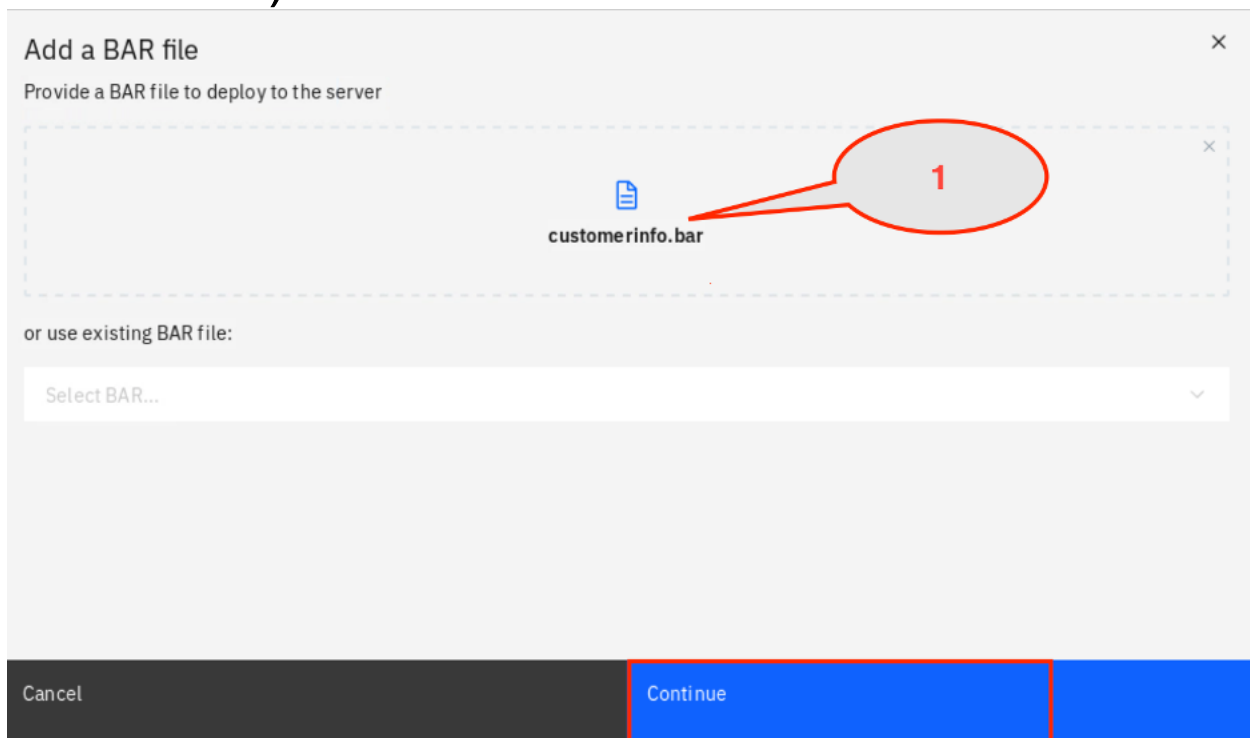 Add a BAR file
Provide a BAR file to deploy to the server
1
customerinfo.bar
or use existing BAR file:
Select BAR...
Cancel
Continue